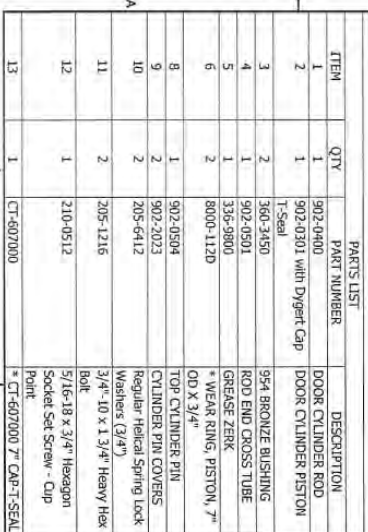 A
PARTS LIST
ITEM QTY PART NUMBER DESCRIPTION
1 1 902-0400 DOOR CYLINDER ROD
2 1 902-0301 with Dygert Cap T-Seal DOOR CYLINDER PISTON
3 2 360-3450 954 BRONZE BUSHING
4 1 902-0501 ROD END CROSS TUBE
5 1 336-9800 GREASE ZERK
6 2 8000-112D * WEAR RING, PISTON, 7"
OD X 3/4"
8 1 902-0504 TOP CYLINDER PIN
9 2 902-2023 CYLINDER PIN COVERS
10 2 205-6412 Regular Helical Spring Lock
Washers (3/4")
11 2 205-1216 3/4"-10 x 1 3/4" Heavy Hex
Bolt
12 1 210-0512 5/16-18 x 3/4" Hexagon
Socket Set Screw - Cup
Point
13 1 CT-607000 * CT-607000 7" CAP-T-SEAL